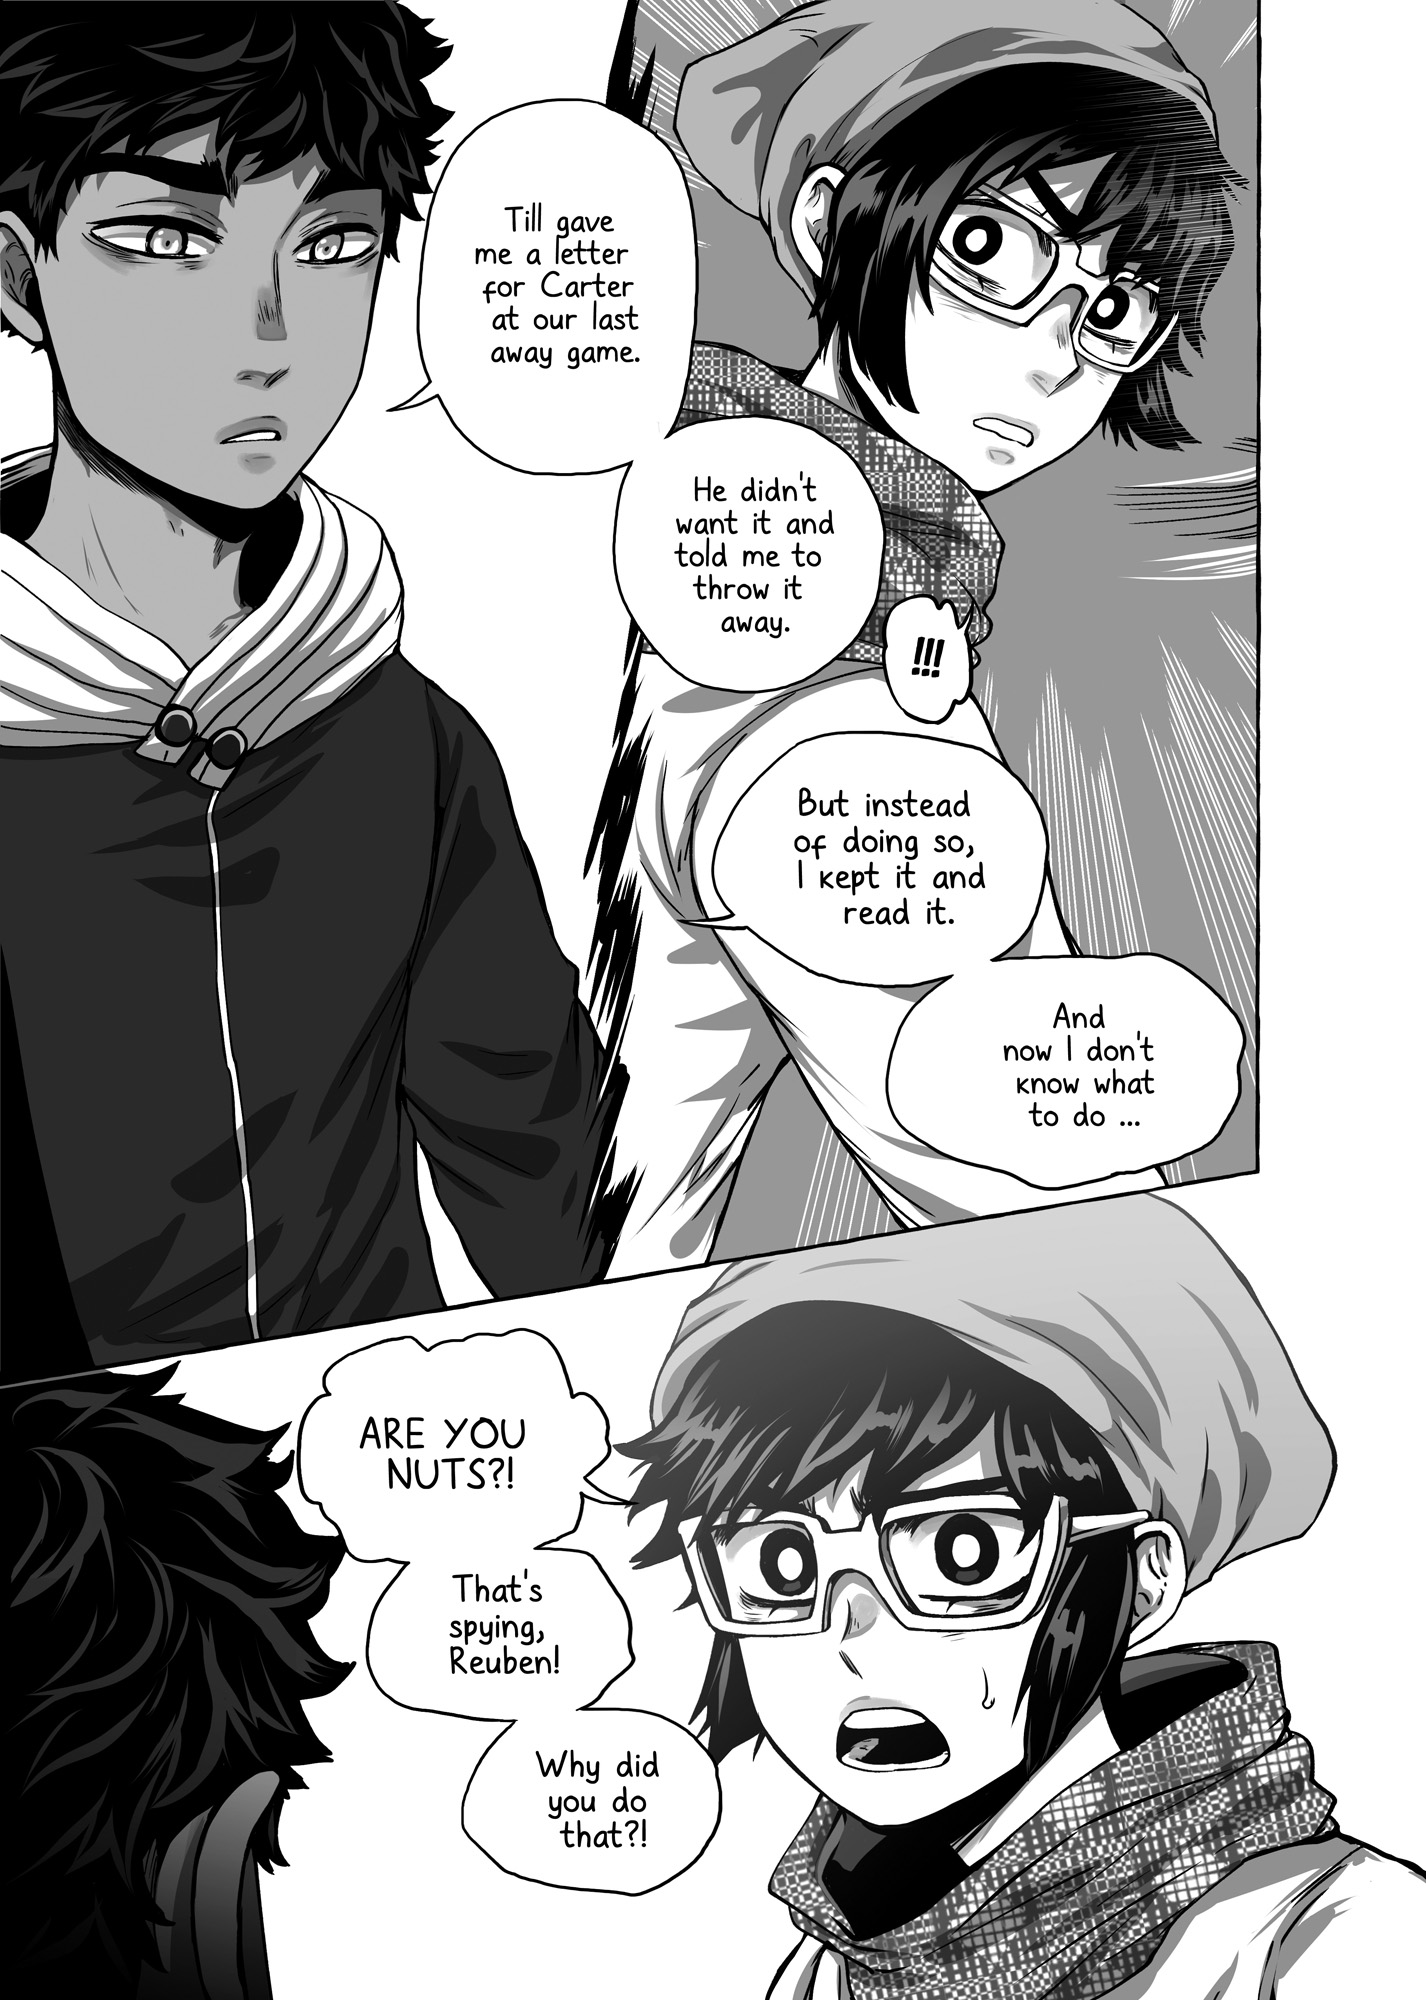 Till gave
me a letter
for Carter
at our last
away game.
He didn't
want it and
told me to
throw it
away.
!!!
But instead
of doing so,
I kept it and
read it.
And
now I don't
know what
to do ...
ARE YOU
NUTS?!
That's
spying,
Reuben!
Why did
you do
that?!